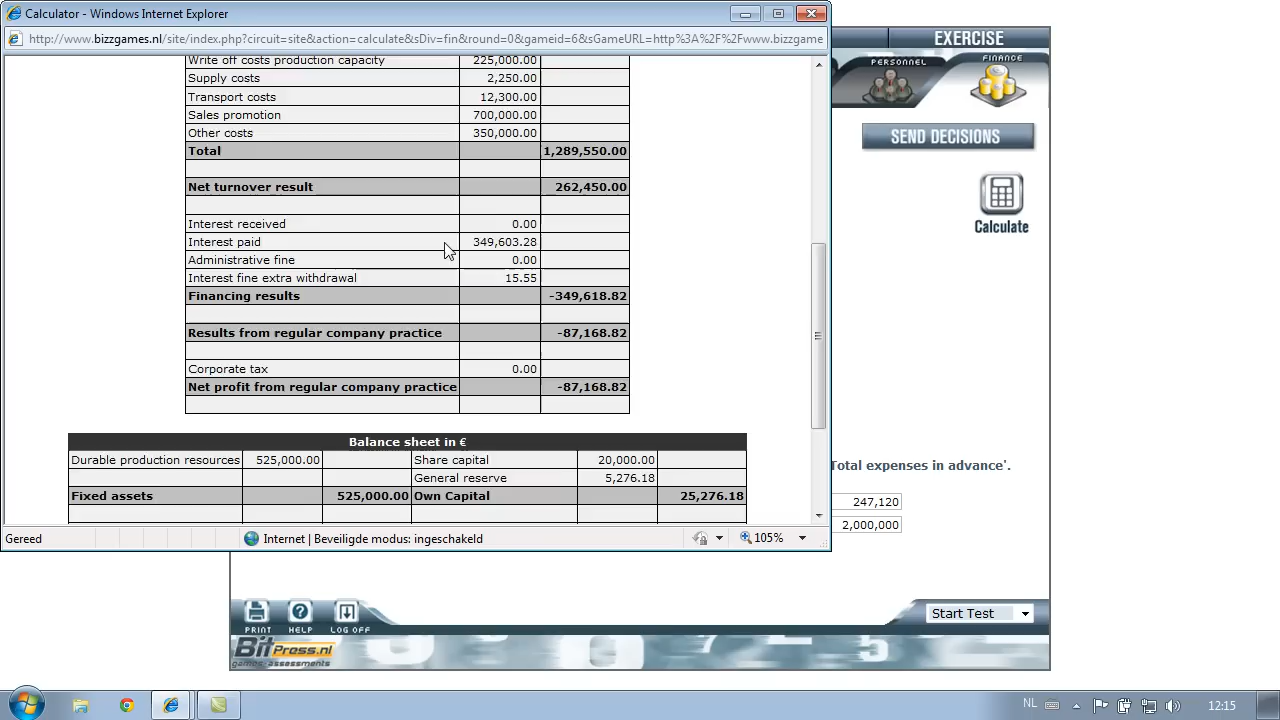 Calculator - Windows Internet Explorer
http://www.bizzgames.nl/site/index.php?circuit=site&action=calculate&sDiv=fin&round=0&gameid=6&sGameURL=http%3A%2F%2Fwww.bizzgame
EXERCISE
PERSONNEL
FINANCE
SEND DECISIONS
Calculate
Write off costs production capacity 225,000.00
Supply costs 2,250.00
Transport costs 12,300.00
Sales promotion 700,000.00
Other costs 350,000.00
Total 1,289,550.00
Net turnover result 262,450.00
Interest received 0.00
Interest paid 349,603.28
Administrative fine 0.00
Interest fine extra withdrawal 15.55
Financing results -349,618.82
Results from regular company practice -87,168.82
Corporate tax 0.00
Net profit from regular company practice -87,168.82
Balance sheet in €
Durable production resources 525,000.00 Share capital 20,000.00
General reserve 5,276.18
Fixed assets 525,000.00 Own Capital 25,276.18
Total expenses in advance'.
247,120
2,000,000
Gereed
Internet | Beveiligde modus: ingeschakeld
105%
PRINT HELP LOG OFF
Start Test
BitPress.nl
games-assessments
NL
12:15